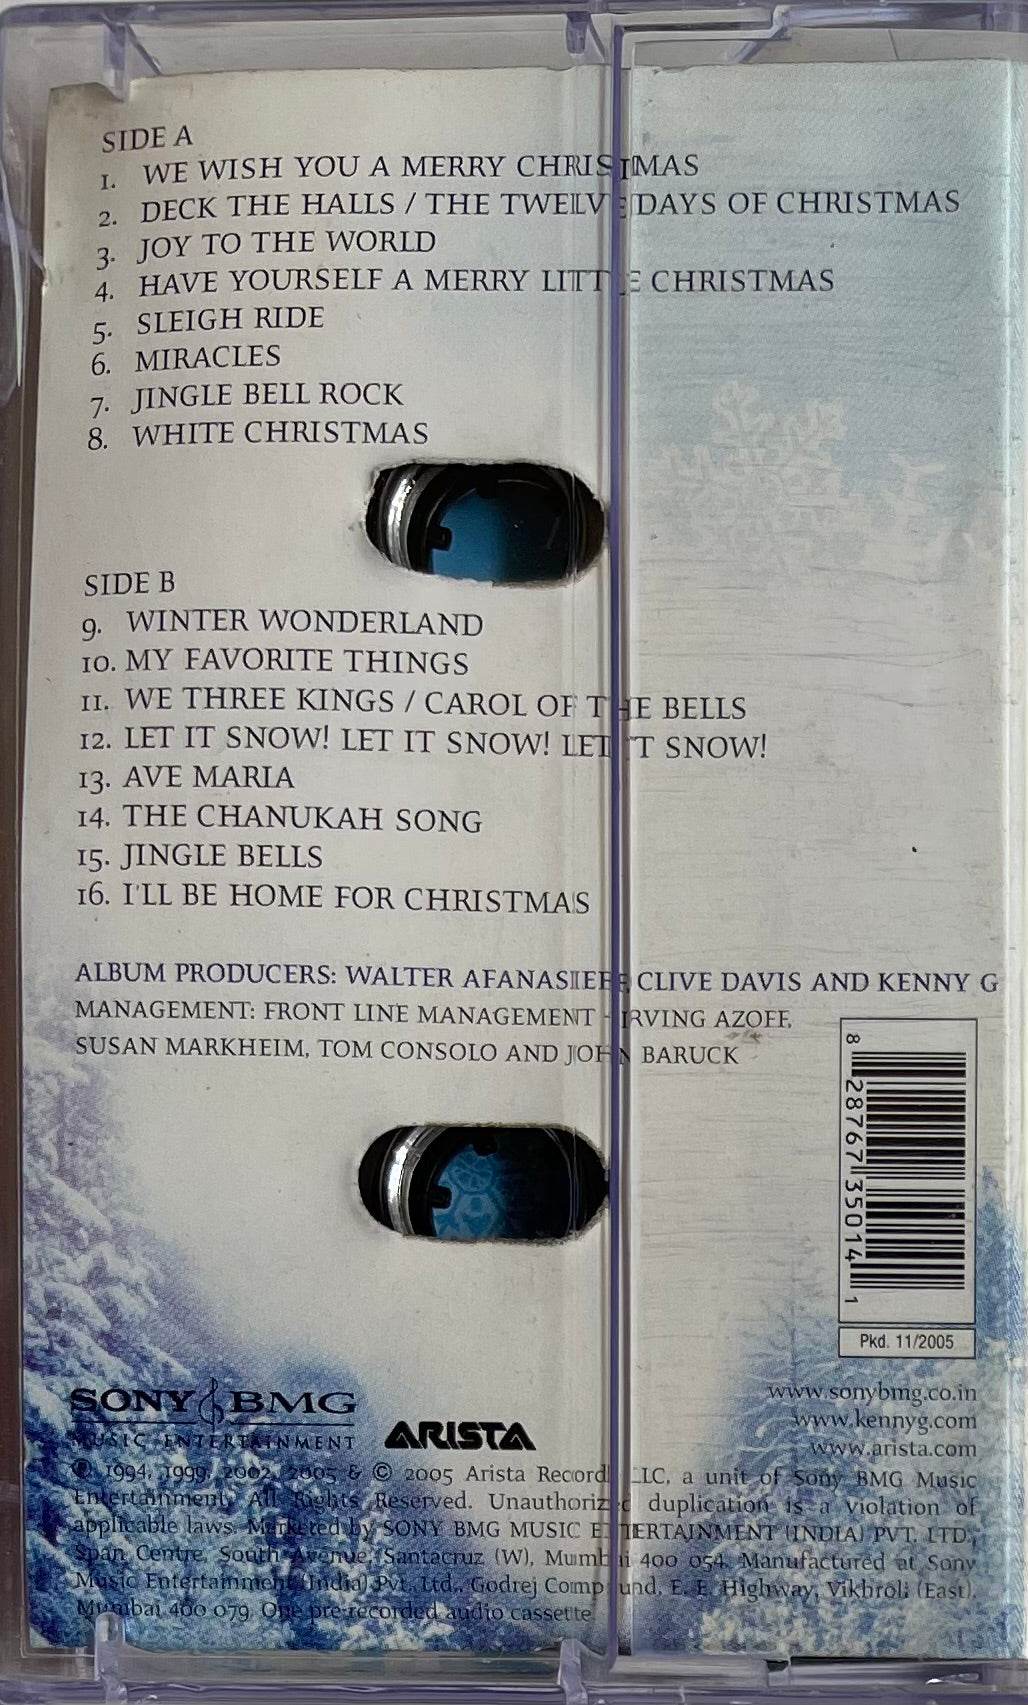 SIDE A
1. WE WISH YOU A MERRY CHRISTMAS
2. DECK THE HALLS / THE TWELVE DAYS OF CHRISTMAS
3. JOY TO THE WORLD
4. HAVE YOURSELF A MERRY LITTLE CHRISTMAS
5. SLEIGH RIDE
6. MIRACLES
7. JINGLE BELL ROCK
8. WHITE CHRISTMAS
SIDE B
9. WINTER WONDERLAND
10. MY FAVORITE THINGS
11. WE THREE KINGS / CAROL OF THE BELLS
12. LET IT SNOW! LET IT SNOW! LET IT SNOW!
13. AVE MARIA
14. THE CHANUKAH SONG
15. JINGLE BELLS
16. I'LL BE HOME FOR CHRISTMAS
ALBUM PRODUCERS: WALTER AFANASIEFF, CLIVE DAVIS AND KENNY G
MANAGEMENT: FRONT LINE MANAGEMENT - IRVING AZOFF,
SUSAN MARKHEIM, TOM CONSOLO AND JOHN BARUCK
8 28767 35014 1
Pkd. 11/2005
www.sonybmg.co.in
www.kennyg.com
www.arista.com
SONY BMG
MUSIC ENTERTAINMENT
ARISTA
℗ 1994, 1999, 2002, 2005 & © 2005 Arista Records LLC, a unit of Sony BMG Music
Entertainment. All Rights Reserved. Unauthorized duplication is a violation of
applicable laws. Marketed by SONY BMG MUSIC ENTERTAINMENT (INDIA) PVT. LTD.,
Span Centre, South Avenue, Santacruz (W), Mumbai 400 054. Manufactured at Sony
Music Entertainment (India) Pvt. Ltd., Godrej Compound, E. E. Highway, Vikhroli (East),
Mumbai 400 079. One pre-recorded audio cassette.